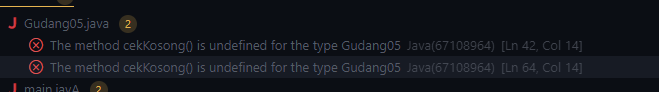 J Gudang05.java 2
The method cekKosong() is undefined for the type Gudang05 Java(67108964) [Ln 42, Col 14]
The method cekKosong() is undefined for the type Gudang05 Java(67108964) [Ln 64, Col 14]
J main.javA 2